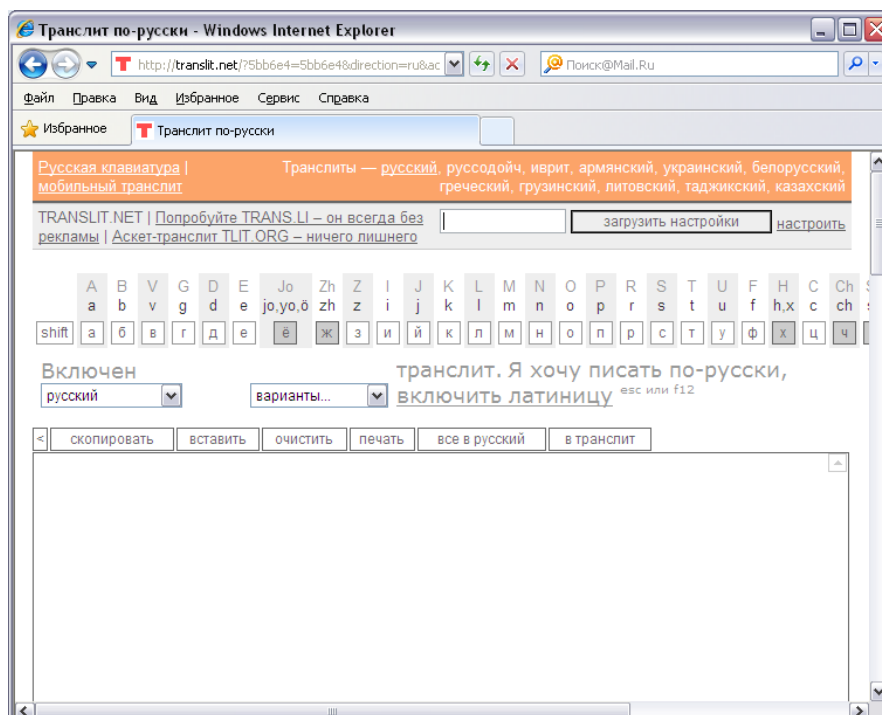 Транслит по-русски - Windows Internet Explorer
http://translit.net/?5bb6e4=5bb6e4&direction=ru&ac
Поиск@Mail.Ru
Файл Правка Вид Избранное Сервис Справка
Избранное
Транслит по-русски
Русская клавиатура | Транслиты — русский, руссодойч, иврит, армянский, украинский, белорусский,
мобильный транслит греческий, грузинский, литовский, таджикский, казахский
TRANSLIT.NET | Попробуйте TRANS.LI – он всегда без
рекламы | Аскет-транслит TLIT.ORG – ничего лишнего
загрузить настройки настроить
A B V G D E Jo Zh Z I J K L M N O P R S T U F H C Ch
a b v g d e jo,yo,ö zh z i j k l m n o p r s t u f h,x c ch
shift а б в г д е ё ж з и й к л м н о п р с т у ф х ц ч
Включен транслит. Я хочу писать по-русски,
русский варианты... включить латиницу esc или f12
< скопировать вставить очистить печать все в русский в транслит